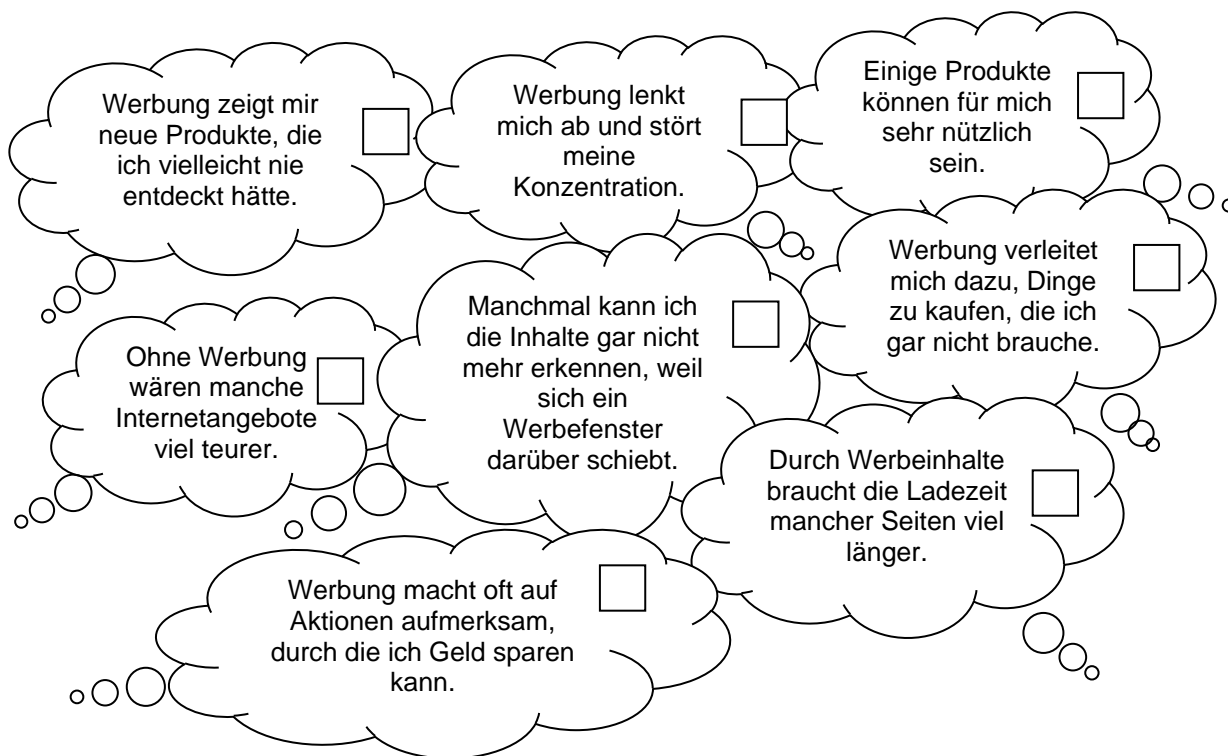 Werbung zeigt mir
neue Produkte, die
ich vielleicht nie
entdeckt hätte.
Werbung lenkt
mich ab und stört
meine
Konzentration.
Einige Produkte
können für mich
sehr nützlich
sein.
Werbung verleitet
mich dazu, Dinge
zu kaufen, die ich
gar nicht brauche.
Ohne Werbung
wären manche
Internetangebote
viel teurer.
Manchmal kann ich
die Inhalte gar nicht
mehr erkennen, weil
sich ein
Werbefenster
darüber schiebt.
Durch Werbeinhalte
braucht die Ladezeit
mancher Seiten viel
länger.
Werbung macht oft auf
Aktionen aufmerksam,
durch die ich Geld sparen
kann.